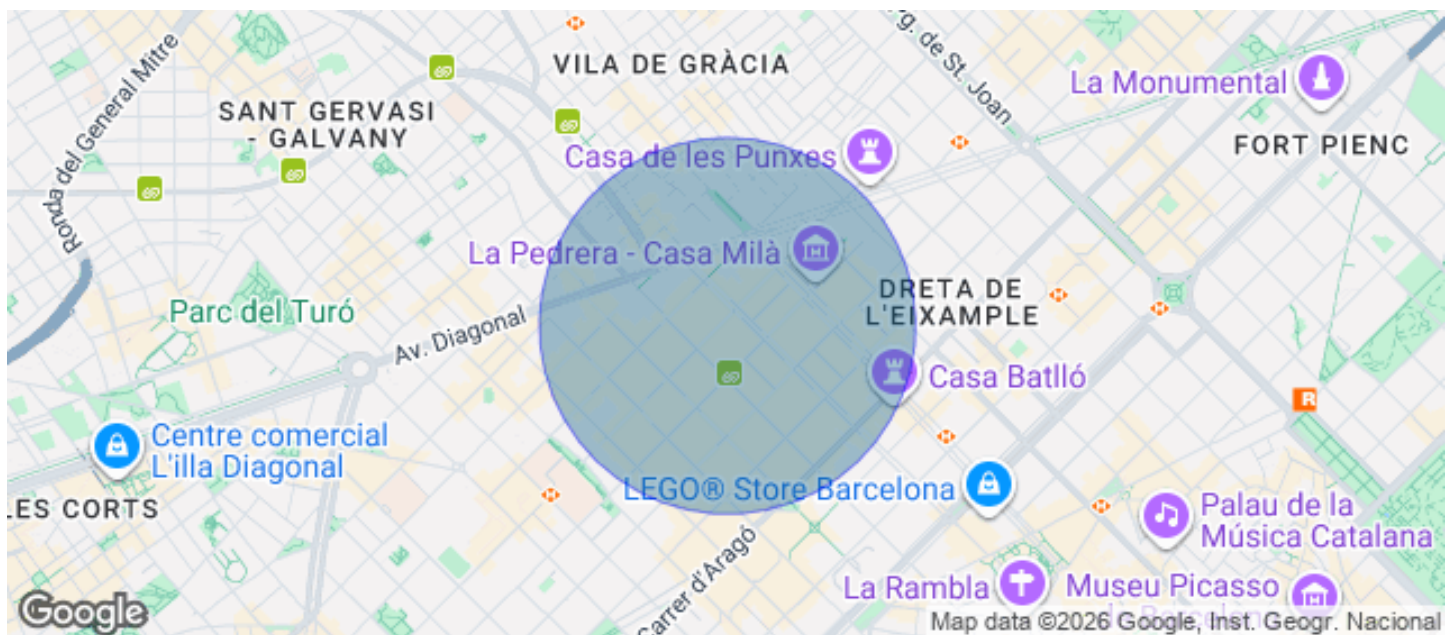 Ronda del General Mitre
VILA DE GRÀCIA
g. de St. Joan
La Monumental
SANT GERVASI
- GALVANY
FORT PIENC
Casa de les Punxes
La Pedrera - Casa Milà
DRETA DE
L'EIXAMPLE
Parc del Turó
Av. Diagonal
Casa Batlló
R
Centre comercial
L'illa Diagonal
LEGO® Store Barcelona
LES CORTS
Palau de la
Música Catalana
Carrer d'Aragó
La Rambla
Museu Picasso
Google
Map data ©2026 Google, Inst. Geogr. Nacional